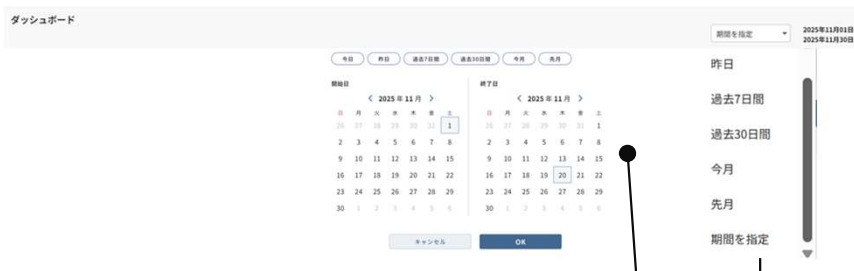 ダッシュボード
期間を指定
2025年11月01日
2025年11月30日
今日 昨日 過去7日間 過去30日間 今月 先月
開始日
2025年 11月
日 月 火 水 木 金 土
26 27 28 29 30 31 1
2 3 4 5 6 7 8
9 10 11 12 13 14 15
16 17 18 19 20 21 22
23 24 25 26 27 28 29
30 1 2 3 4 5 6
終了日
2025年 11月
日 月 火 水 木 金 土
26 27 28 29 30 31 1
2 3 4 5 6 7 8
9 10 11 12 13 14 15
16 17 18 19 20 21 22
23 24 25 26 27 28 29
30 1 2 3 4 5 6
キャンセル OK
昨日
過去7日間
過去30日間
今月
先月
期間を指定